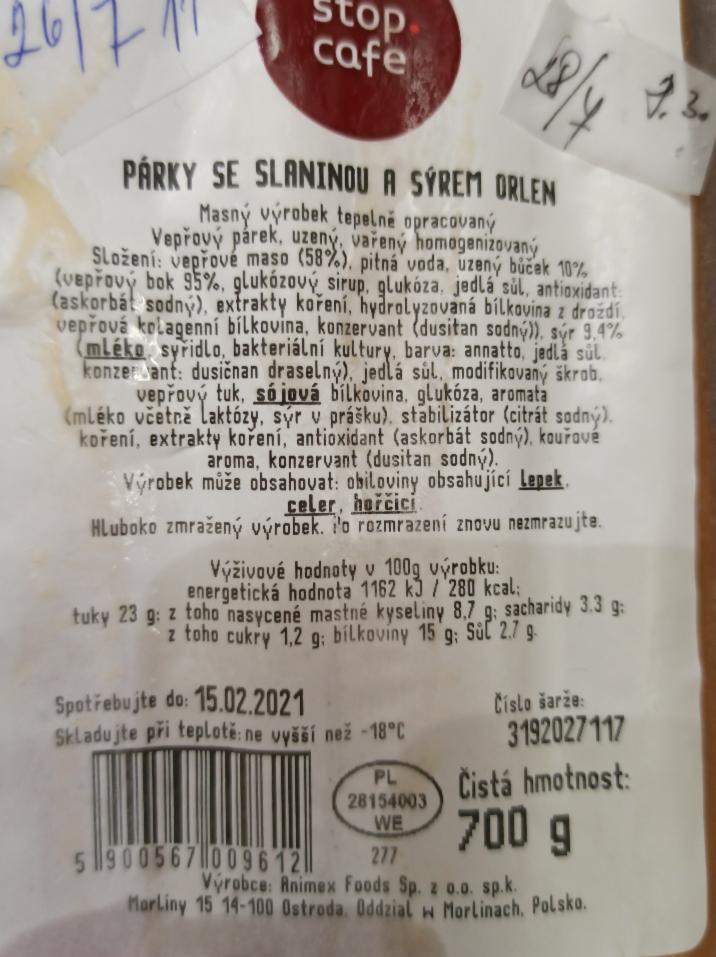 26/7 11
stop.
cafe
28/7 9.30
PÁRKY SE SLANINOU A SÝREM ORLEN
Masný výrobek tepelně opracovaný
Vepřový párek, uzený, vařený homogenizovaný
Složení: vepřové maso (58%), pitná voda, uzený bůček 10%
(vepřový bok 95%, glukózový sirup, glukóza, jedlá sůl, antioxidant:
(askorbát sodný), extrakty koření, hydrolyzovaná bílkovina z droždí,
vepřová kolagenní bílkovina, konzervant (dusitan sodný)), sýr 9,4%
(mléko, syřidlo, bakteriální kultury, barva: annatto, jedlá sůl,
konzervant: dusičnan draselný), jedlá sůl, modifikovaný škrob,
vepřový tuk, sójová bílkovina, glukóza, aromata
(mléko včetně laktózy, sýr v prášku), stabilizátor (citrát sodný),
koření, extrakty koření, antioxidant (askorbát sodný), kouřové
aroma, konzervant (dusitan sodný).
Výrobek může obsahovat: obiloviny obsahující lepek,
celer, hořčici.
Hluboko zmražený výrobek. Po rozmrazení znovu nezmrazujte.
Výživové hodnoty v 100g výrobku:
energetická hodnota 1162 kJ / 280 kcal;
tuky 23 g; z toho nasycené mastné kyseliny 8,7 g; sacharidy 3.3 g;
z toho cukry 1,2 g; bílkoviny 15 g; Sůl 2,7 g.
Spotřebujte do: 15.02.2021
Číslo šarže:
Skladujte při teplotě: ne vyšší než -18°C
3192027117
PL
28154003
WE
Čistá hmotnost:
700 g
5 900567 009612
277
Výrobce: Animex Foods Sp. z o.o. sp.k.
Morliny 15 14-100 Ostroda, Oddzial w Morlinach, Polsko.